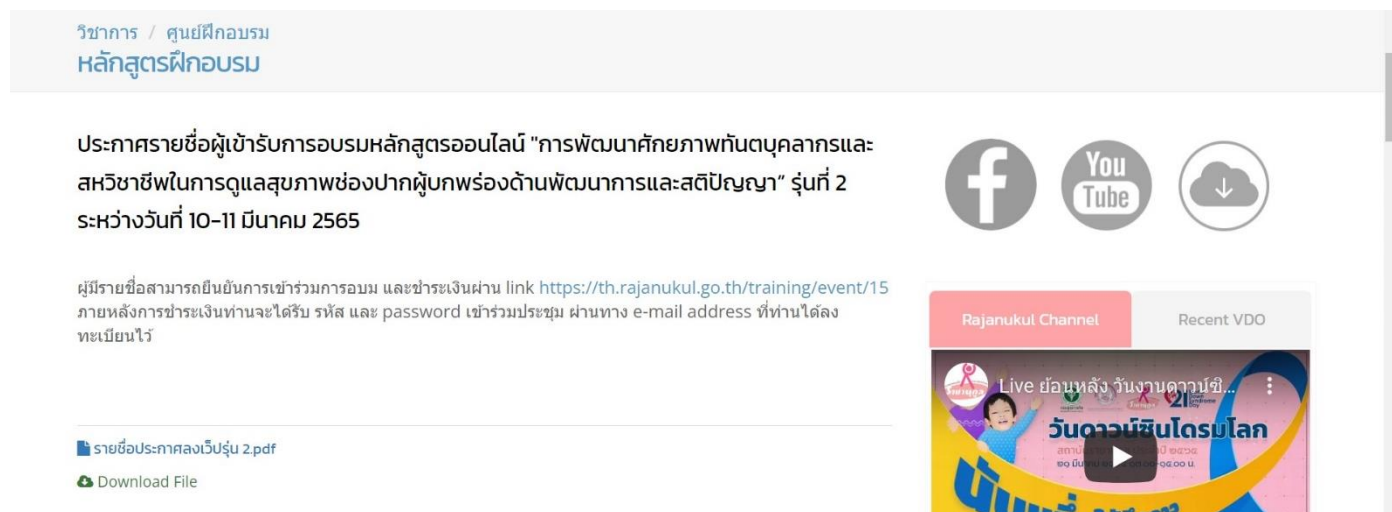 วิชาการ / ศูนย์ฝึกอบรม
หลักสูตรฝึกอบรม
ประกาศรายชื่อผู้เข้ารับการอบรมหลักสูตรออนไลน์ "การพัฒนาศักยภาพทันตบุคลากรและ
สหวิชาชีพในการดูแลสุขภาพช่องปากผู้บกพร่องด้านพัฒนาการและสติปัญญา" รุ่นที่ 2
ระหว่างวันที่ 10-11 มีนาคม 2565
ผู้มีรายชื่อสามารถยืนยันการเข้าร่วมการอบม และชำระเงินผ่าน link https://th.rajanukul.go.th/training/event/15
ภายหลังการชำระเงินท่านจะได้รับ รหัส และ password เข้าร่วมประชุม ผ่านทาง e-mail address ที่ท่านได้ลง
ทะเบียนไว้
รายชื่อประกาศลงเว็ปรุ่น 2.pdf
Download File
f
You
Tube
Rajanukul Channel
Recent VDO
Live ย้อนหลัง วันงานดาวน์ซิ...
21
วันดาวน์ซินโดรมโลก